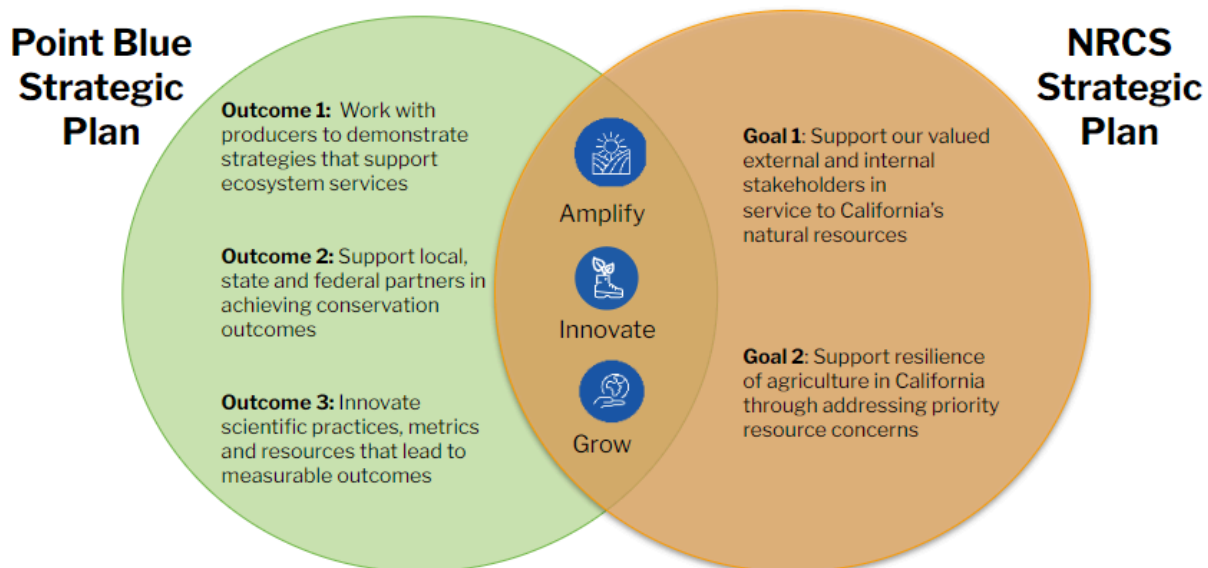 Point Blue
Strategic
Plan
Outcome 1: Work with
producers to demonstrate
strategies that support
ecosystem services
Outcome 2: Support local,
state and federal partners in
achieving conservation
outcomes
Outcome 3: Innovate
scientific practices, metrics
and resources that lead to
measurable outcomes
Amplify
Innovate
Grow
NRCS
Strategic
Plan
Goal 1: Support our valued
external and internal
stakeholders in
service to California’s
natural resources
Goal 2: Support resilience
of agriculture in California
through addressing priority
resource concerns